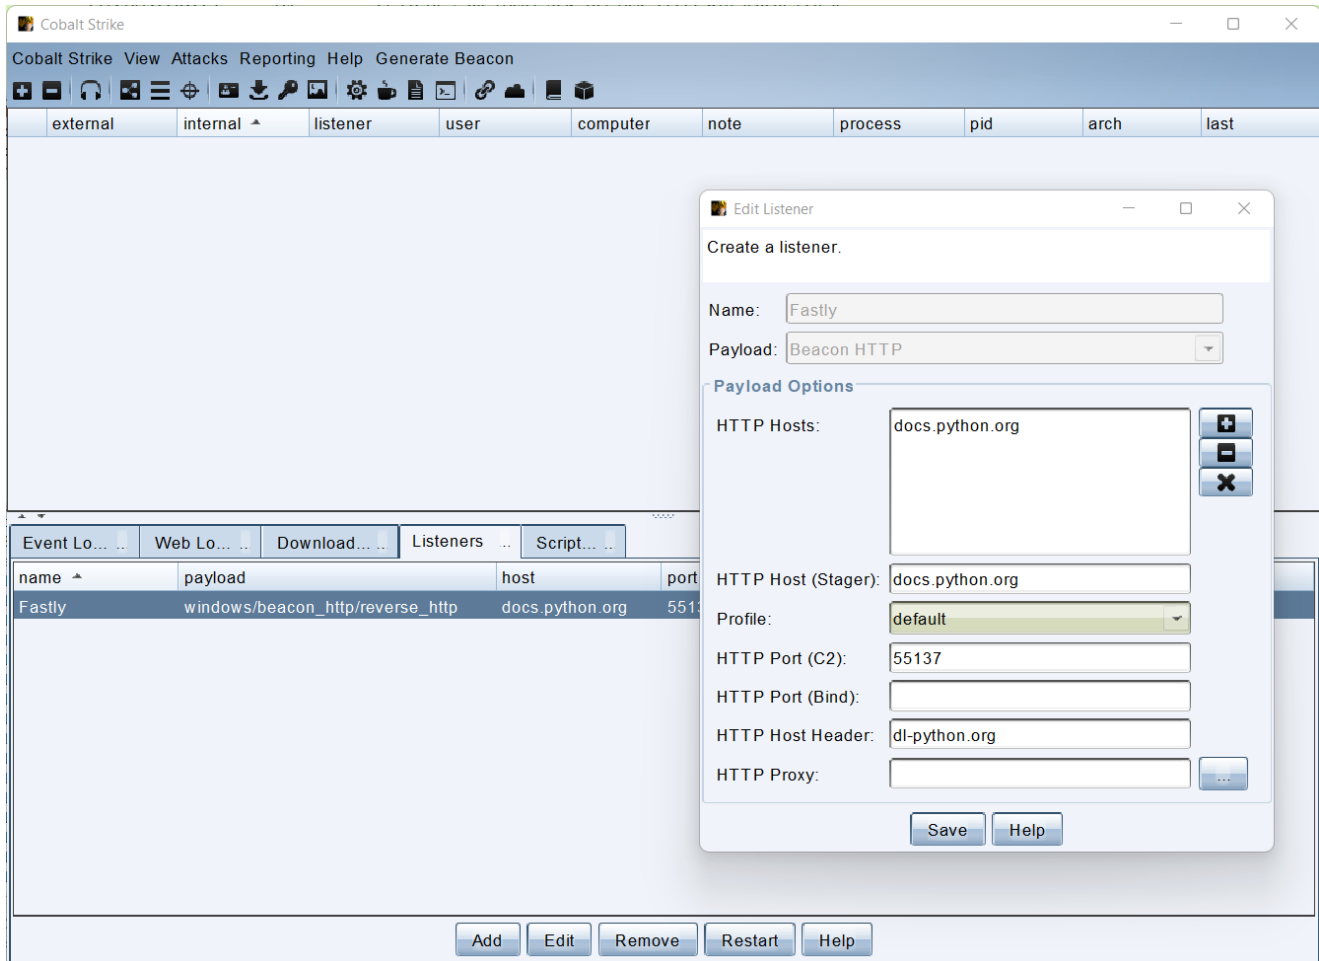 Cobalt Strike
Cobalt Strike View Attacks Reporting Help Generate Beacon
external internal listener user computer note process pid arch last
Edit Listener
Create a listener.
Name: Fastly
Payload: Beacon HTTP
Payload Options
HTTP Hosts: docs.python.org
HTTP Host (Stager): docs.python.org
Profile: default
HTTP Port (C2): 55137
HTTP Port (Bind):
HTTP Host Header: dl-python.org
HTTP Proxy: ...
Save Help
Event Lo... ... Web Lo... ... Download... ... Listeners ... Script... ...
name payload host port
Fastly windows/beacon_http/reverse_http docs.python.org
Add Edit Remove Restart Help